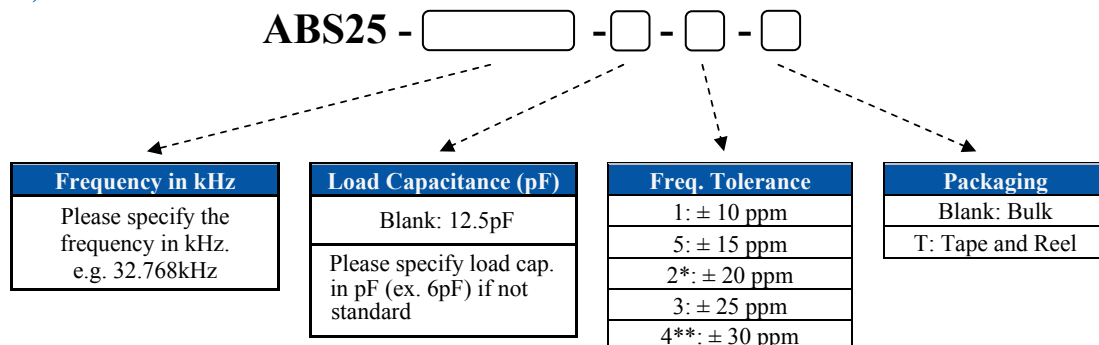 ABS25 - - - -
Frequency in kHz
Please specify the
frequency in kHz.
e.g. 32.768kHz
Load Capacitance (pF)
Blank: 12.5pF
Please specify load cap.
in pF (ex. 6pF) if not
standard
Freq. Tolerance
1: ± 10 ppm
5: ± 15 ppm
2*: ± 20 ppm
3: ± 25 ppm
4**: ± 30 ppm
Packaging
Blank: Bulk
T: Tape and Reel